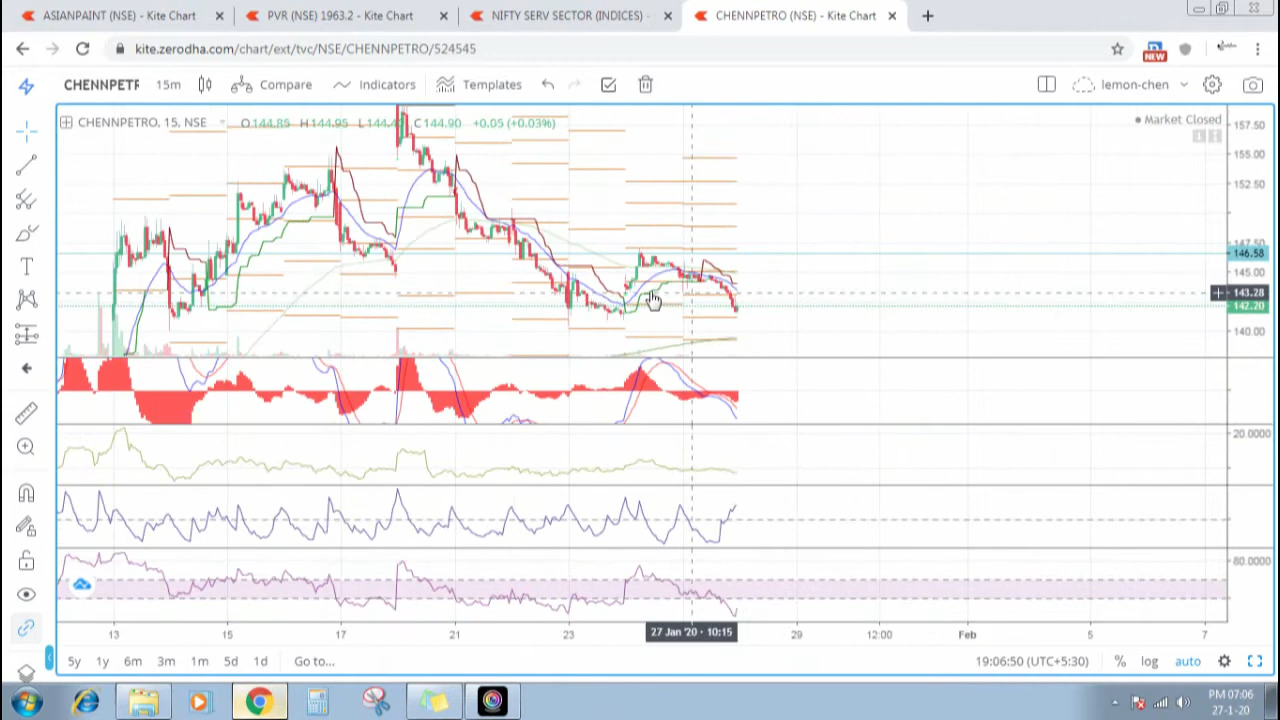 ASIANPAINT (NSE) - Kite Chart
PVR (NSE) 1963.2 - Kite Chart
NIFTY SERV SECTOR (INDICES) -
CHENNPETRO (NSE) - Kite Chart
kite.zerodha.com/chart/ext/tvc/NSE/CHENNPETRO/524545
NEW
CHENNPETR 15m Compare Indicators Templates lemon-chen
CHENNPETRO, 15, NSE O 144.85 H 144.95 C 144.90 +0.05 (+0.03%)
Market Closed
157.50
155.00
152.50
146.58
145.00
143.28
142.20
140.00
20.0000
80.0000
13 15 17 21 23 27 Jan '20 · 10:15 29 12:00 Feb 5 7
5y 1y 6m 3m 1m 5d 1d Go to... 19:06:50 (UTC+5:30) % log auto
PM 07:06
27-1-20